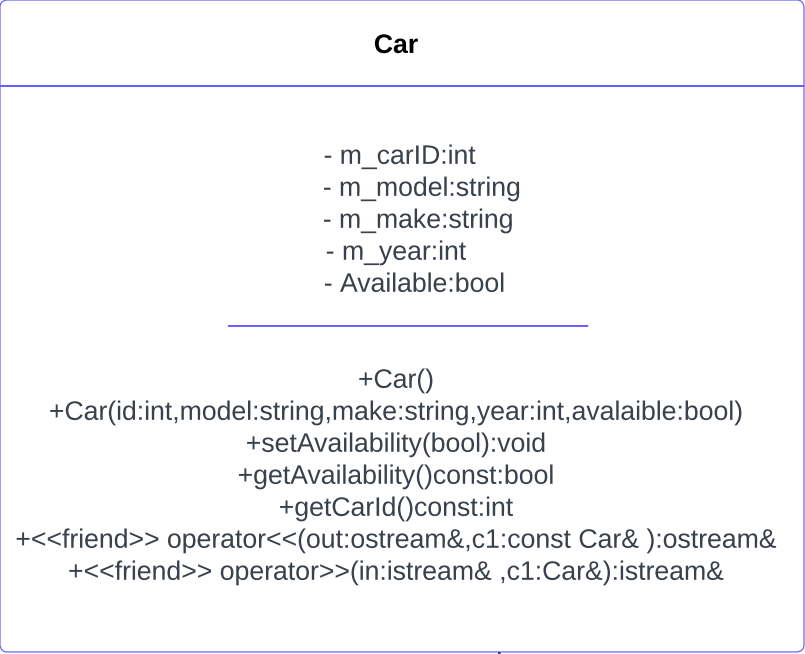 Car
- m_carID:int
- m_model:string
- m_make:string
- m_year:int
- Available:bool
+Car()
+Car(id:int,model:string,make:string,year:int,avalaible:bool)
+setAvailability(bool):void
+getAvailability()const:bool
+getCarId()const:int
+<<friend>> operator<<(out:ostream&,c1:const Car& ):ostream&
+<<friend>> operator>>(in:istream& ,c1:Car&):istream&